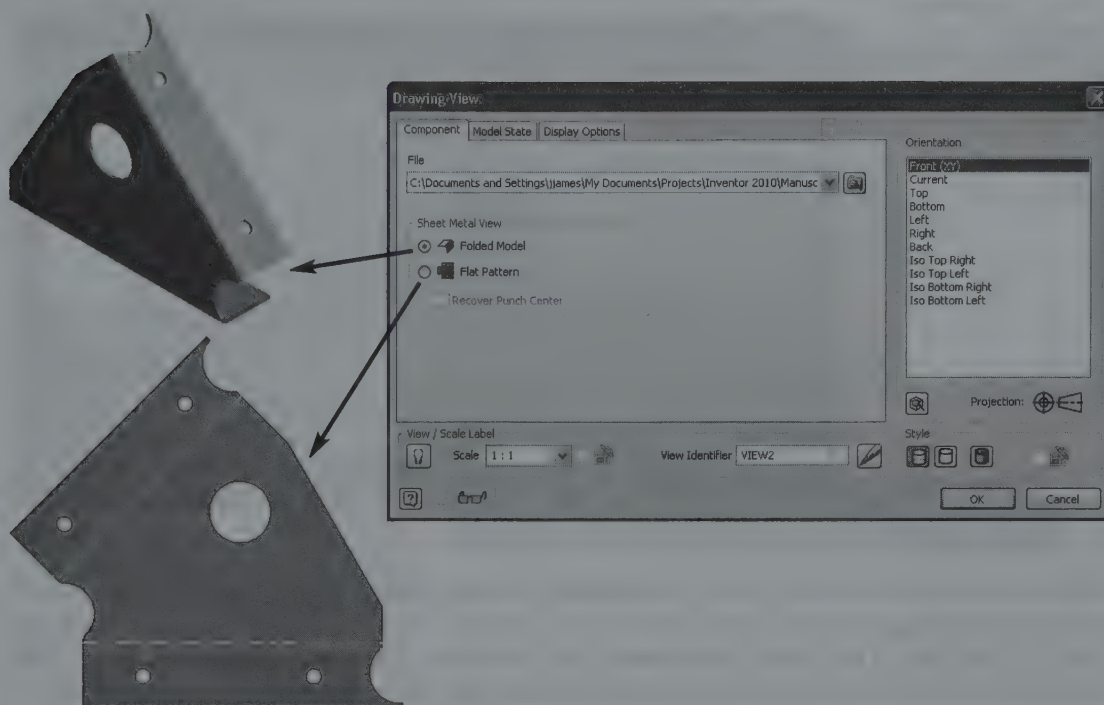 Drawing View
Component Model State Display Options
File
C:\Documents and Settings\jjames\My Documents\Projects\Inventor 2010\Manusc
Sheet Metal View
Folded Model
Flat Pattern
Recover Punch Center
Orientation
Front (XY)
Current
Top
Bottom
Left
Right
Back
Iso Top Right
Iso Top Left
Iso Bottom Right
Iso Bottom Left
Projection:
View / Scale Label
Scale 1 : 1
View Identifier VIEW2
Style
OK Cancel